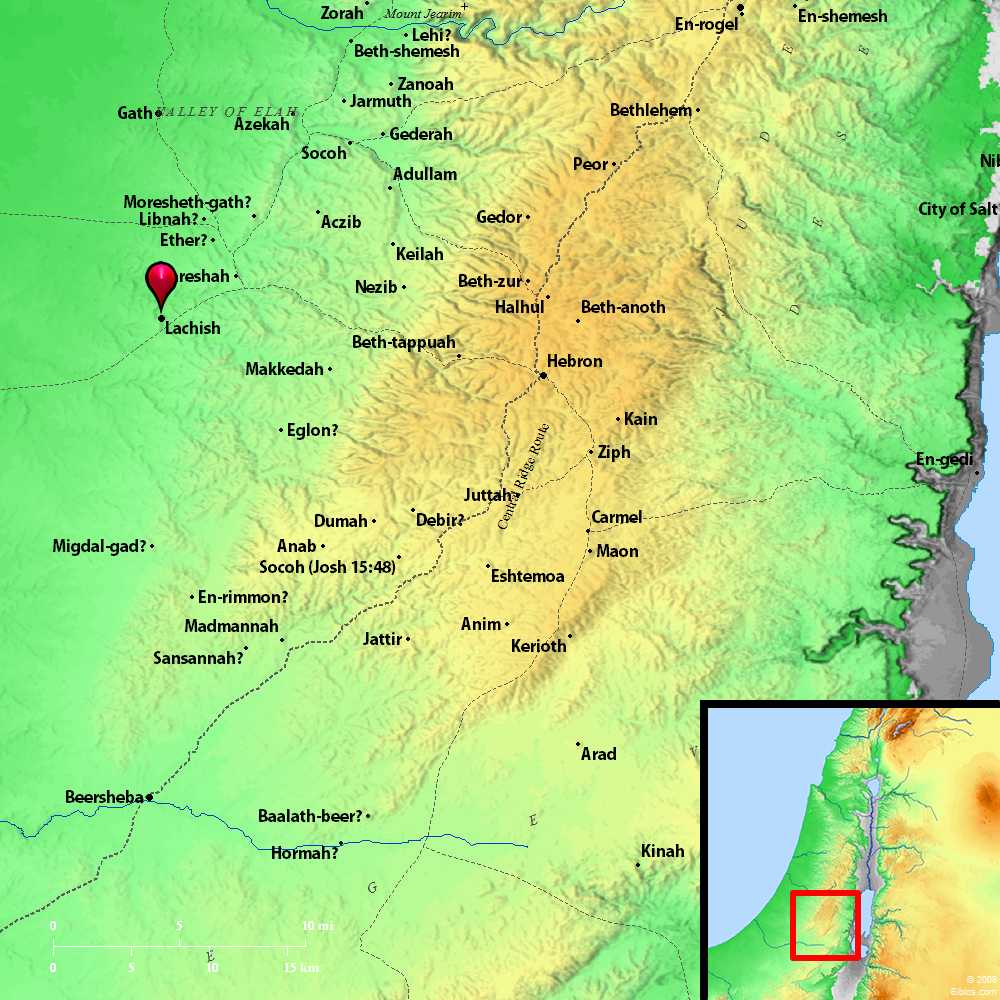 Zorah
Mount Jearim
En-rogel
En-shemesh
Lehi?
Beth-shemesh
Zanoah
Jarmuth
Gath
VALLEY OF ELAH
Azekah
Bethlehem
Gederah
Socoh
Peor
Adullam
Moresheth-gath?
Libnah?
Aczib
Gedor
City of Salt
Ether?
Keilah
reshah
Nezib
Beth-zur
Halhul
Beth-anoth
Lachish
Beth-tappuah
Hebron
Makkedah
Kain
Eglon?
Ziph
Central Ridge Route
En-gedi
Juttah
Dumah
Debir?
Carmel
Migdal-gad?
Anab
Maon
Socoh (Josh 15:48)
Eshtemoa
En-rimmon?
Madmannah
Anim
Jattir
Kerioth
Sansannah?
Arad
Beersheba
Baalath-beer?
Hormah?
Kinah
J U D E
D E S E
N E G E V
0 5 10 mi
0 5 10 15 km
© 2006
Biblos.com